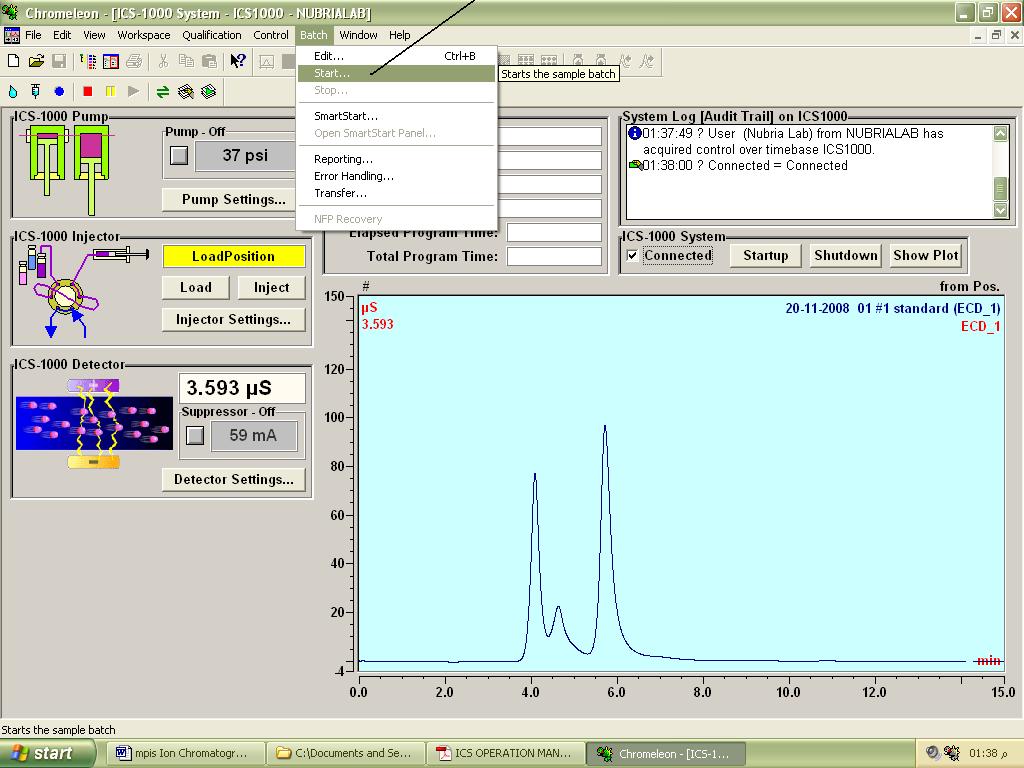 Chromeleon - [ICS-1000 System - ICS1000 - NUBRIALAB]
File Edit View Workspace Qualification Control Batch Window Help
Edit... Ctrl+B
Start...
Starts the sample batch
Stop...
SmartStart...
Open SmartStart Panel...
Reporting...
Error Handling...
Transfer...
NFP Recovery
ICS-1000 Pump
Pump - Off
37 psi
Pump Settings...
Elapsed Program Time:
Total Program Time:
System Log [Audit Trail] on ICS1000
01:37:49 ? User (Nubria Lab) from NUBRIALAB has
acquired control over timebase ICS1000.
01:38:00 ? Connected = Connected
ICS-1000 System
Connected Startup Shutdown Show Plot
ICS-1000 Injector
LoadPosition
Load Inject
Injector Settings...
ICS-1000 Detector
3.593 µS
Suppressor - Off
59 mA
Detector Settings...
# from Pos.
µS
3.593
20-11-2008 01 #1 standard (ECD_1)
ECD_1
150
120
100
80
60
40
20
-4
min
0.0 2.0 4.0 6.0 8.0 10.0 12.0 15.0
Starts the sample batch
start mpis Ion Chromatogr... C:\Documents and Se... ICS OPERATION MAN... Chromeleon - [ICS-1... 01:38 م